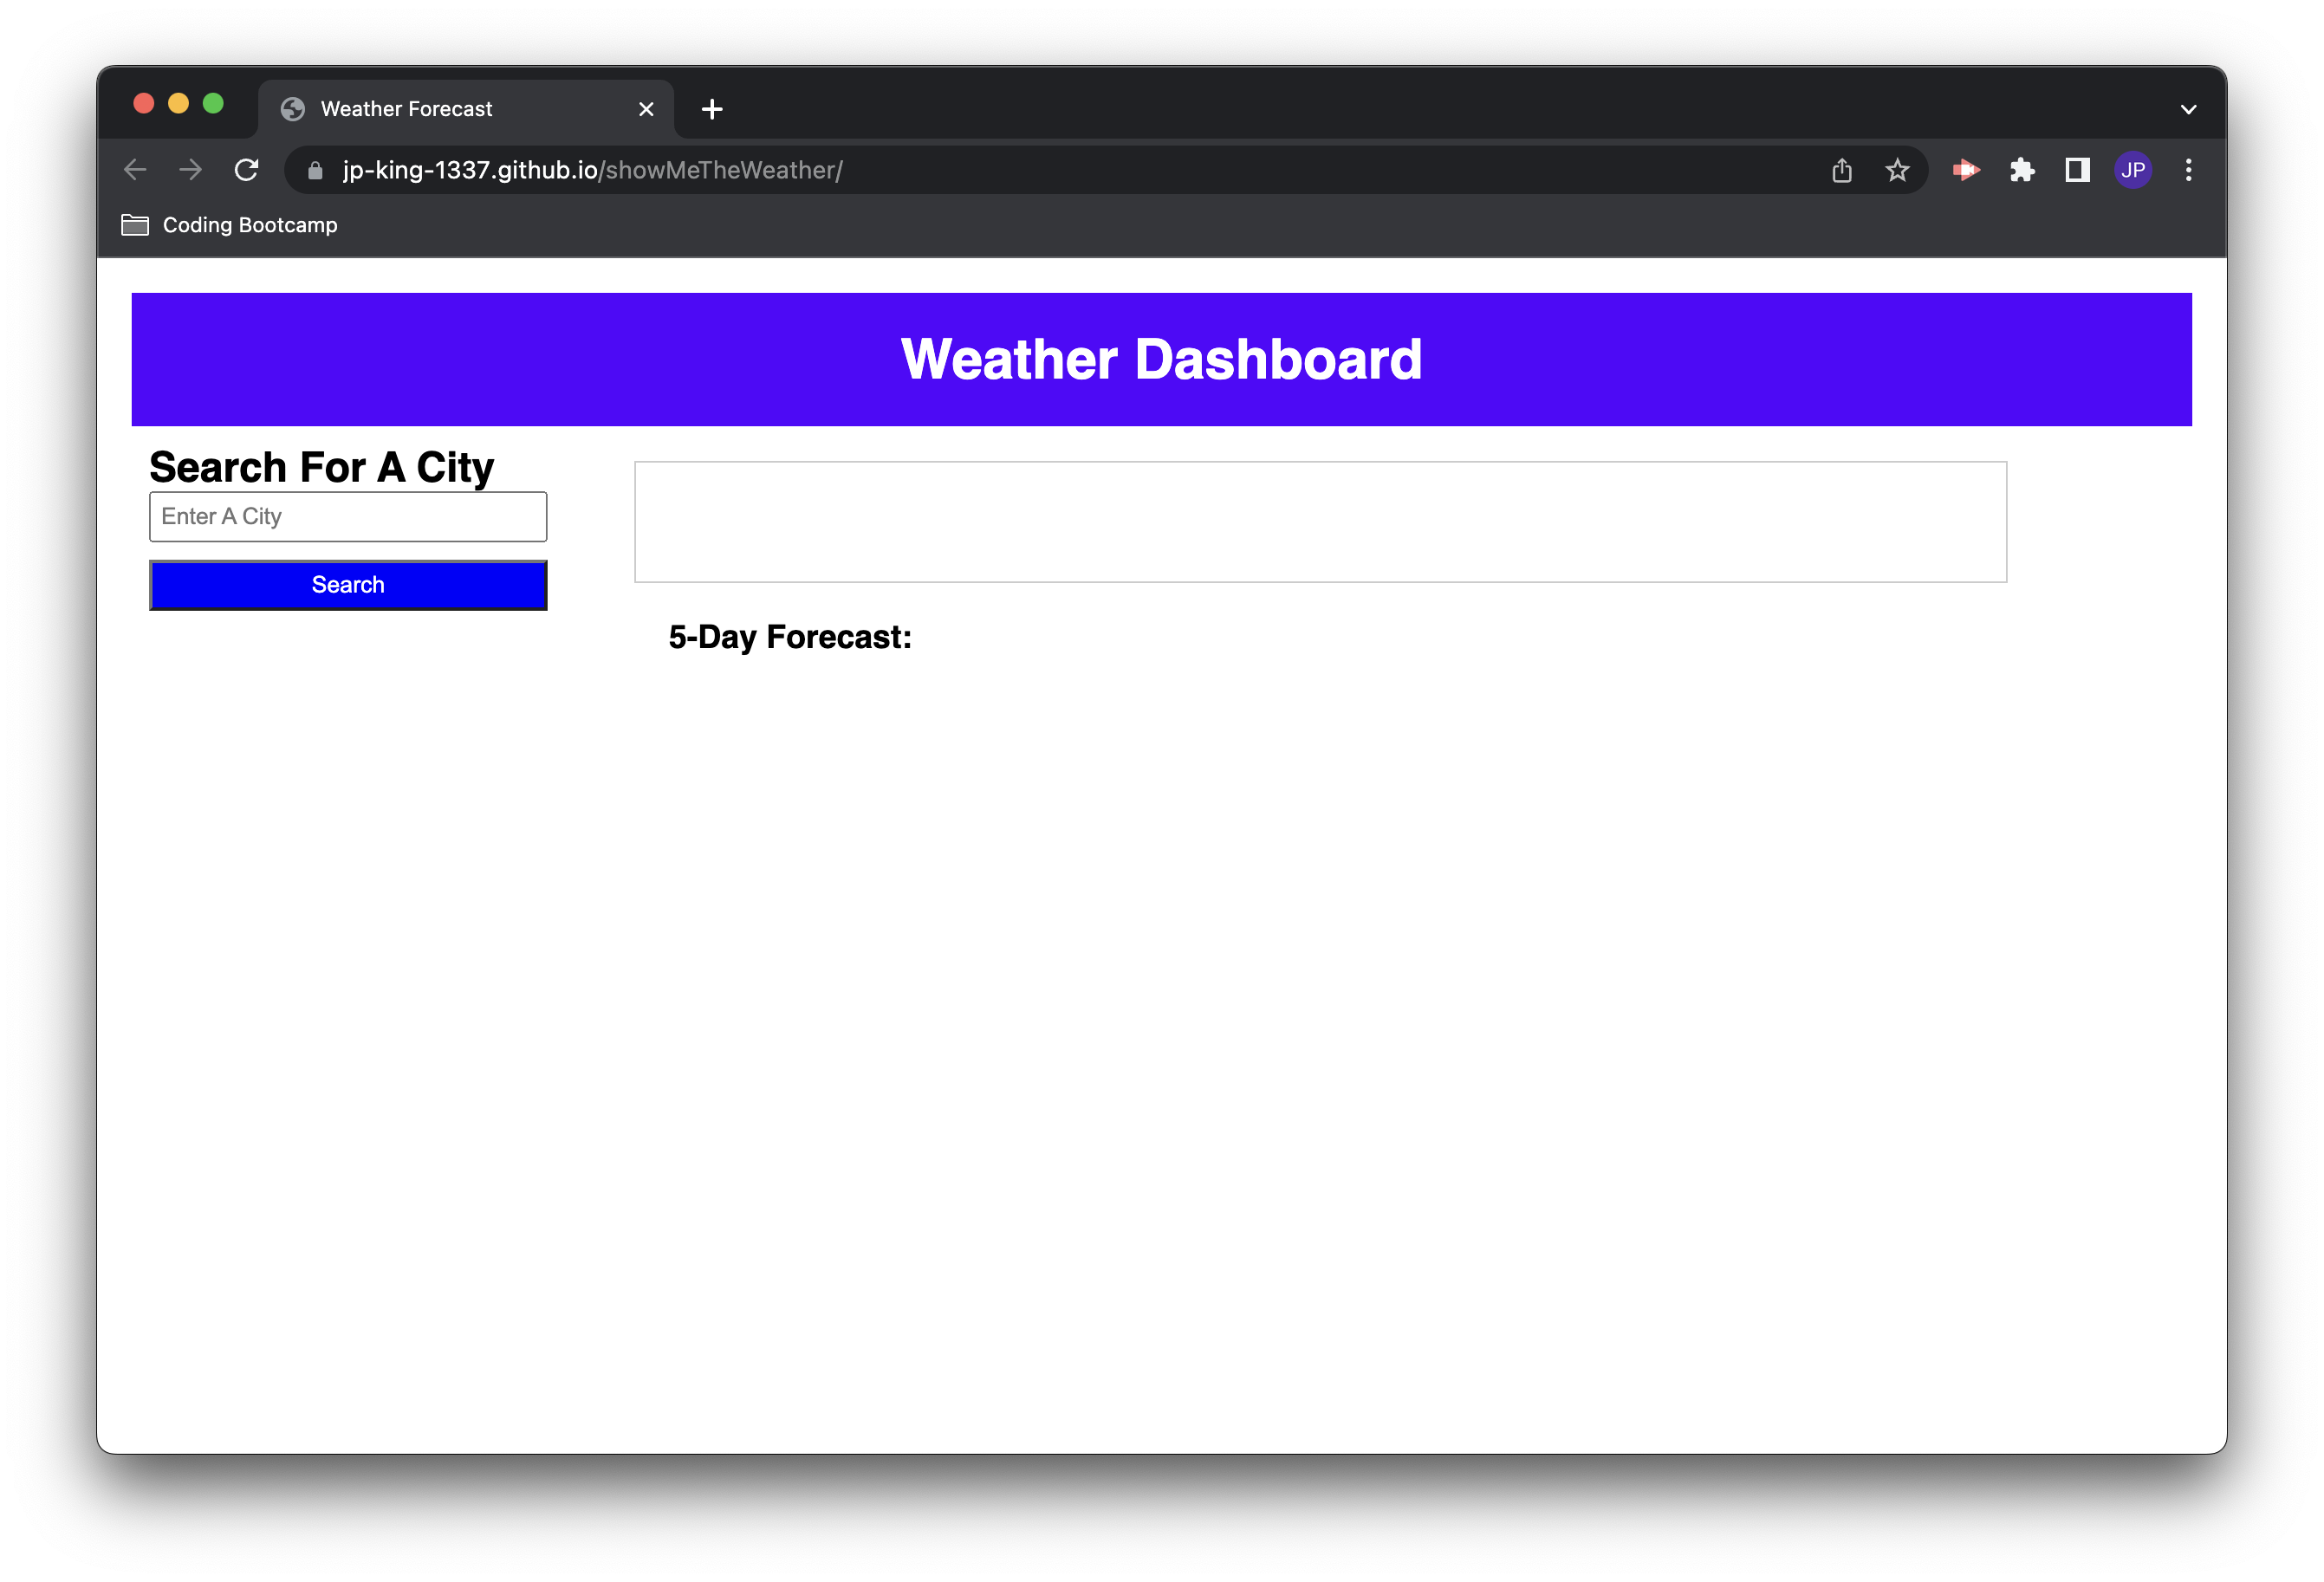 Weather Forecast
jp-king-1337.github.io/showMeTheWeather/
JP
Coding Bootcamp
Weather Dashboard
Search For A City
Enter A City
Search
5-Day Forecast: